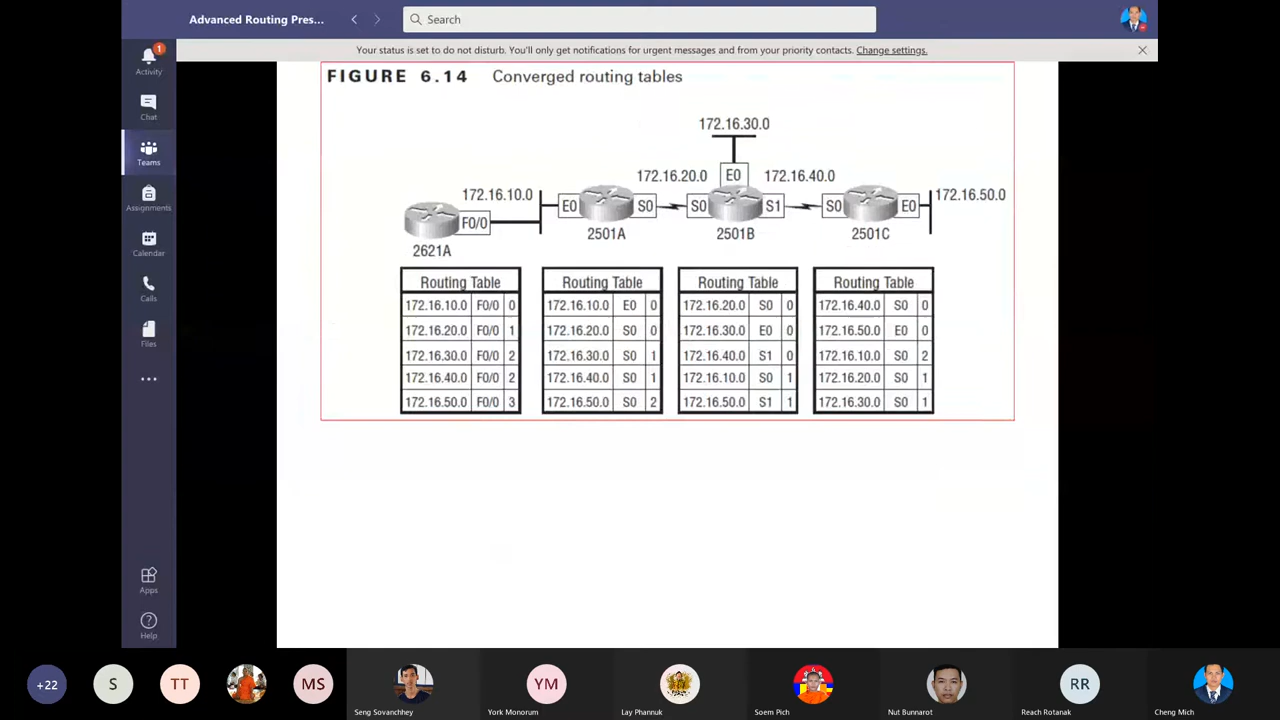 Advanced Routing Pres...
Search
Your status is set to do not disturb. You'll only get notifications for urgent messages and from your priority contacts. Change settings.
1
Activity
Chat
Teams
Assignments
Calendar
Calls
Files
Apps
Help
FIGURE 6.14 Converged routing tables
172.16.30.0
172.16.20.0 E0 172.16.40.0
172.16.10.0 172.16.50.0
E0 S0 S0 S1 S0 E0
F0/0
2501A 2501B 2501C
2621A
Routing Table Routing Table Routing Table Routing Table
172.16.10.0 F0/0 0 172.16.10.0 E0 0 172.16.20.0 S0 0 172.16.40.0 S0 0
172.16.20.0 F0/0 1 172.16.20.0 S0 0 172.16.30.0 E0 0 172.16.50.0 E0 0
172.16.30.0 F0/0 2 172.16.30.0 S0 1 172.16.40.0 S1 0 172.16.10.0 S0 2
172.16.40.0 F0/0 2 172.16.40.0 S0 1 172.16.10.0 S0 1 172.16.20.0 S0 1
172.16.50.0 F0/0 3 172.16.50.0 S0 2 172.16.50.0 S1 1 172.16.30.0 S0 1
+22 S TT MS YM RR
Seng Sovanchhey York Monorum Lay Phannuk Soem Pich Nut Bunnarot Reach Rotanak Cheng Mich